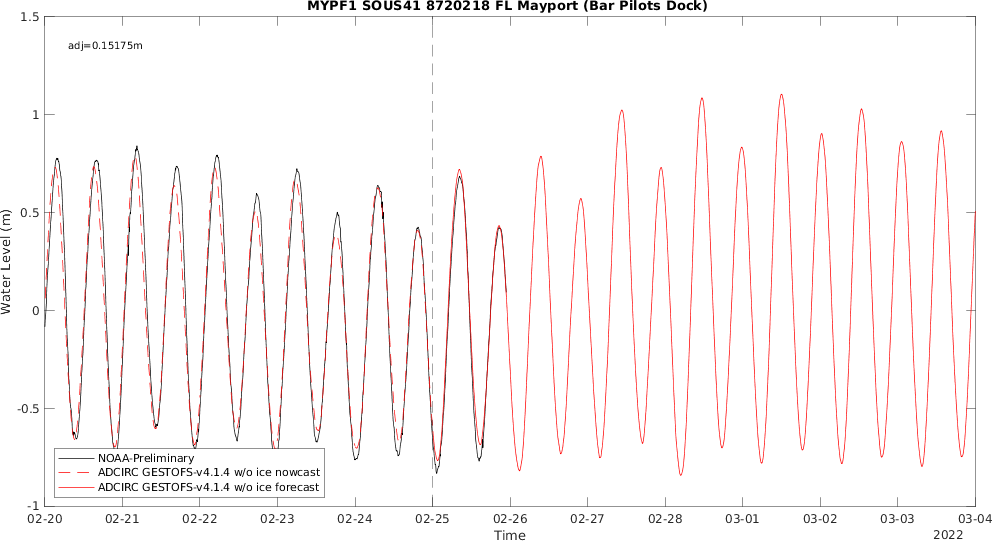 MYPF1 SOUS41 8720218 FL Mayport (Bar Pilots Dock)
adj=0.15175m
1.5
1
0.5
0
-0.5
-1
Water Level (m)
NOAA-Preliminary
ADCIRC GESTOFS-v4.1.4 w/o ice nowcast
ADCIRC GESTOFS-v4.1.4 w/o ice forecast
02-20 02-21 02-22 02-23 02-24 02-25 02-26 02-27 02-28 03-01 03-02 03-03 03-04
Time
2022